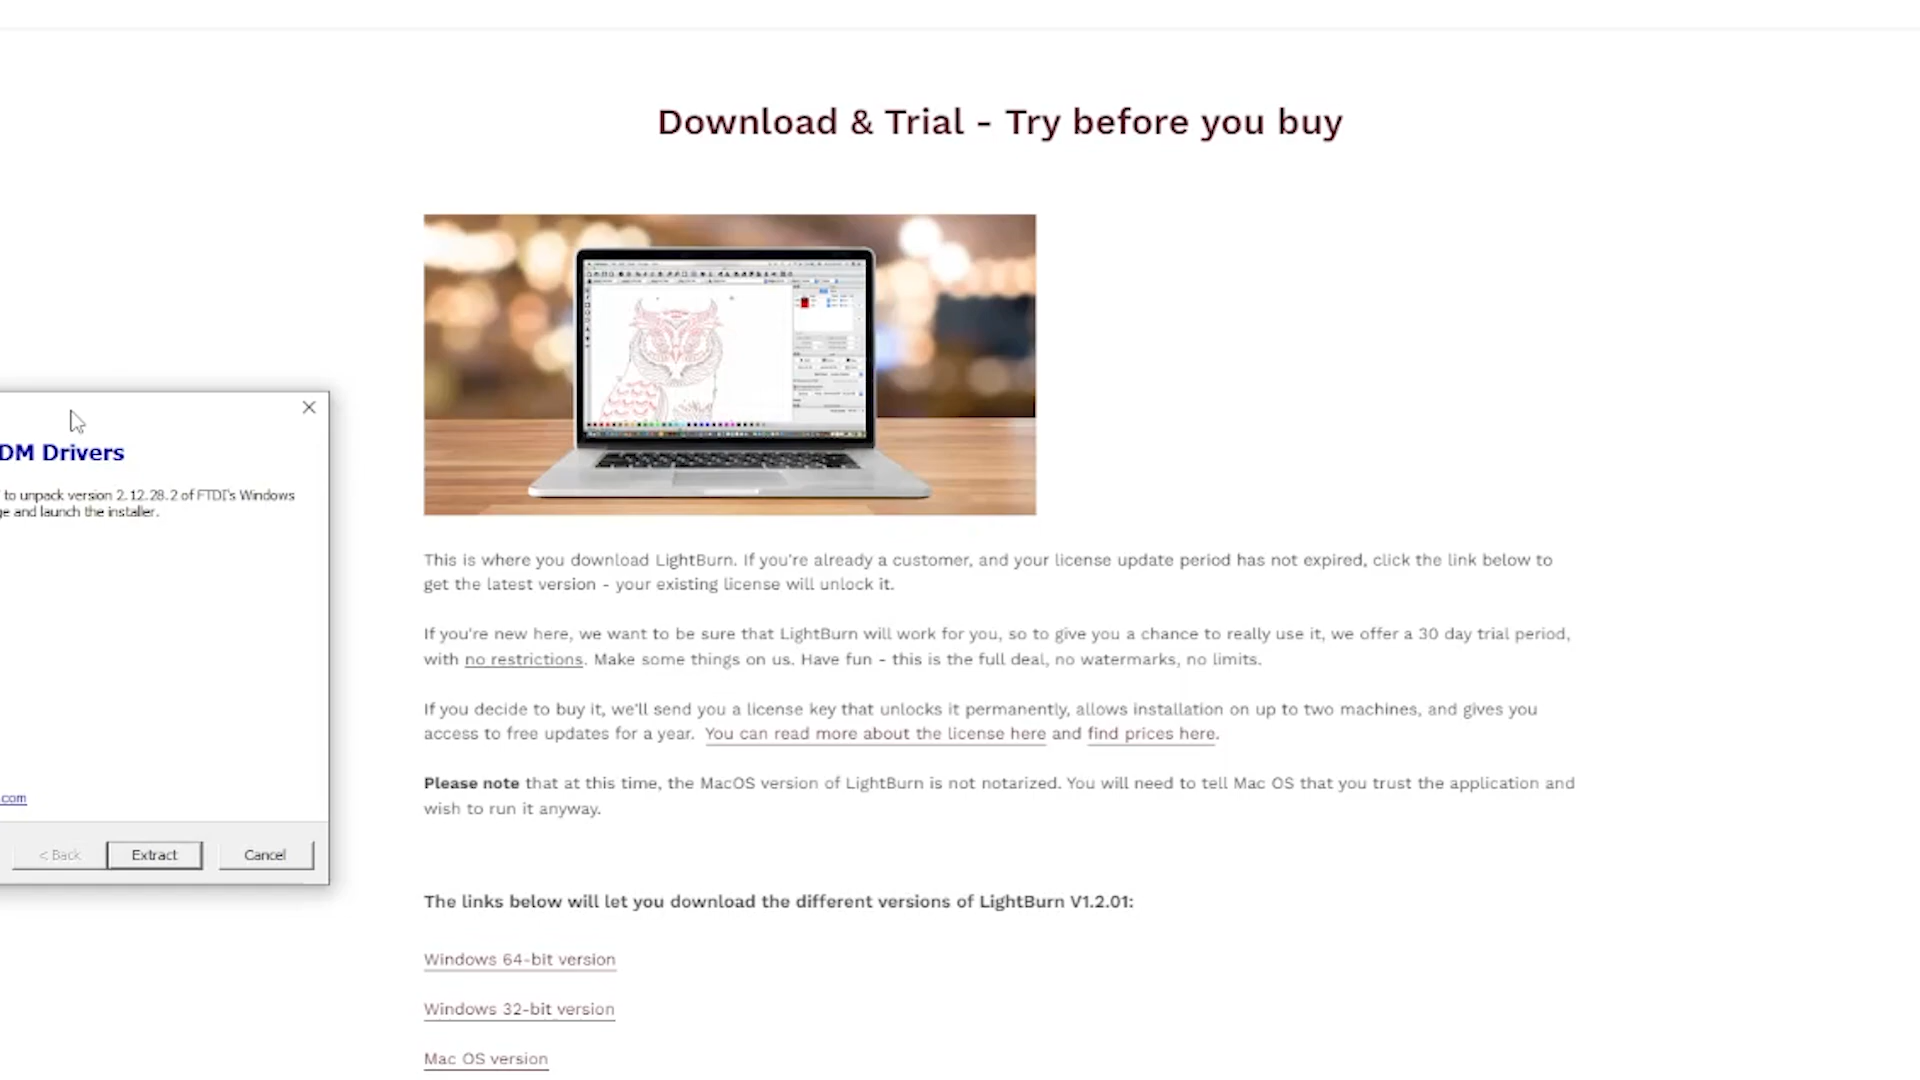 Download & Trial - Try before you buy
DM Drivers
to unpack version 2.12.28.2 of FTDI's Windows
and launch the installer.
.com
< Back
Extract
Cancel
This is where you download LightBurn. If you're already a customer, and your license update period has not expired, click the link below to
get the latest version - your existing license will unlock it.
If you're new here, we want to be sure that LightBurn will work for you, so to give you a chance to really use it, we offer a 30 day trial period,
with no restrictions. Make some things on us. Have fun - this is the full deal, no watermarks, no limits.
If you decide to buy it, we'll send you a license key that unlocks it permanently, allows installation on up to two machines, and gives you
access to free updates for a year. You can read more about the license here and find prices here.
Please note that at this time, the MacOS version of LightBurn is not notarized. You will need to tell Mac OS that you trust the application and
wish to run it anyway.
The links below will let you download the different versions of LightBurn V1.2.01:
Windows 64-bit version
Windows 32-bit version
Mac OS version